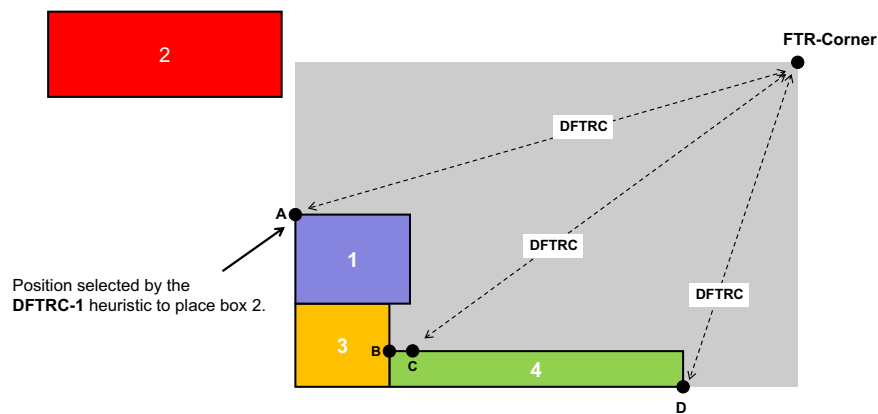 2
FTR-Corner
DFTRC
A
1
DFTRC
Position selected by the
DFTRC-1 heuristic to place box 2.
DFTRC
3
B
C
4
D